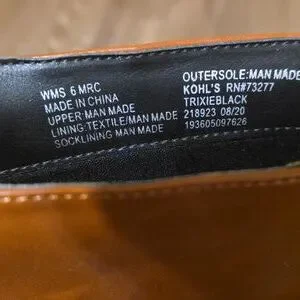 WMS 6 MRC
MADE IN CHINA
UPPER:MAN MADE
LINING:TEXTILE/MAN MADE
SOCKLINING MAN MADE
OUTERSOLE:MAN MADE
KOHL'S RN#73277
TRIXIEBLACK
218923 08/20
193605097626